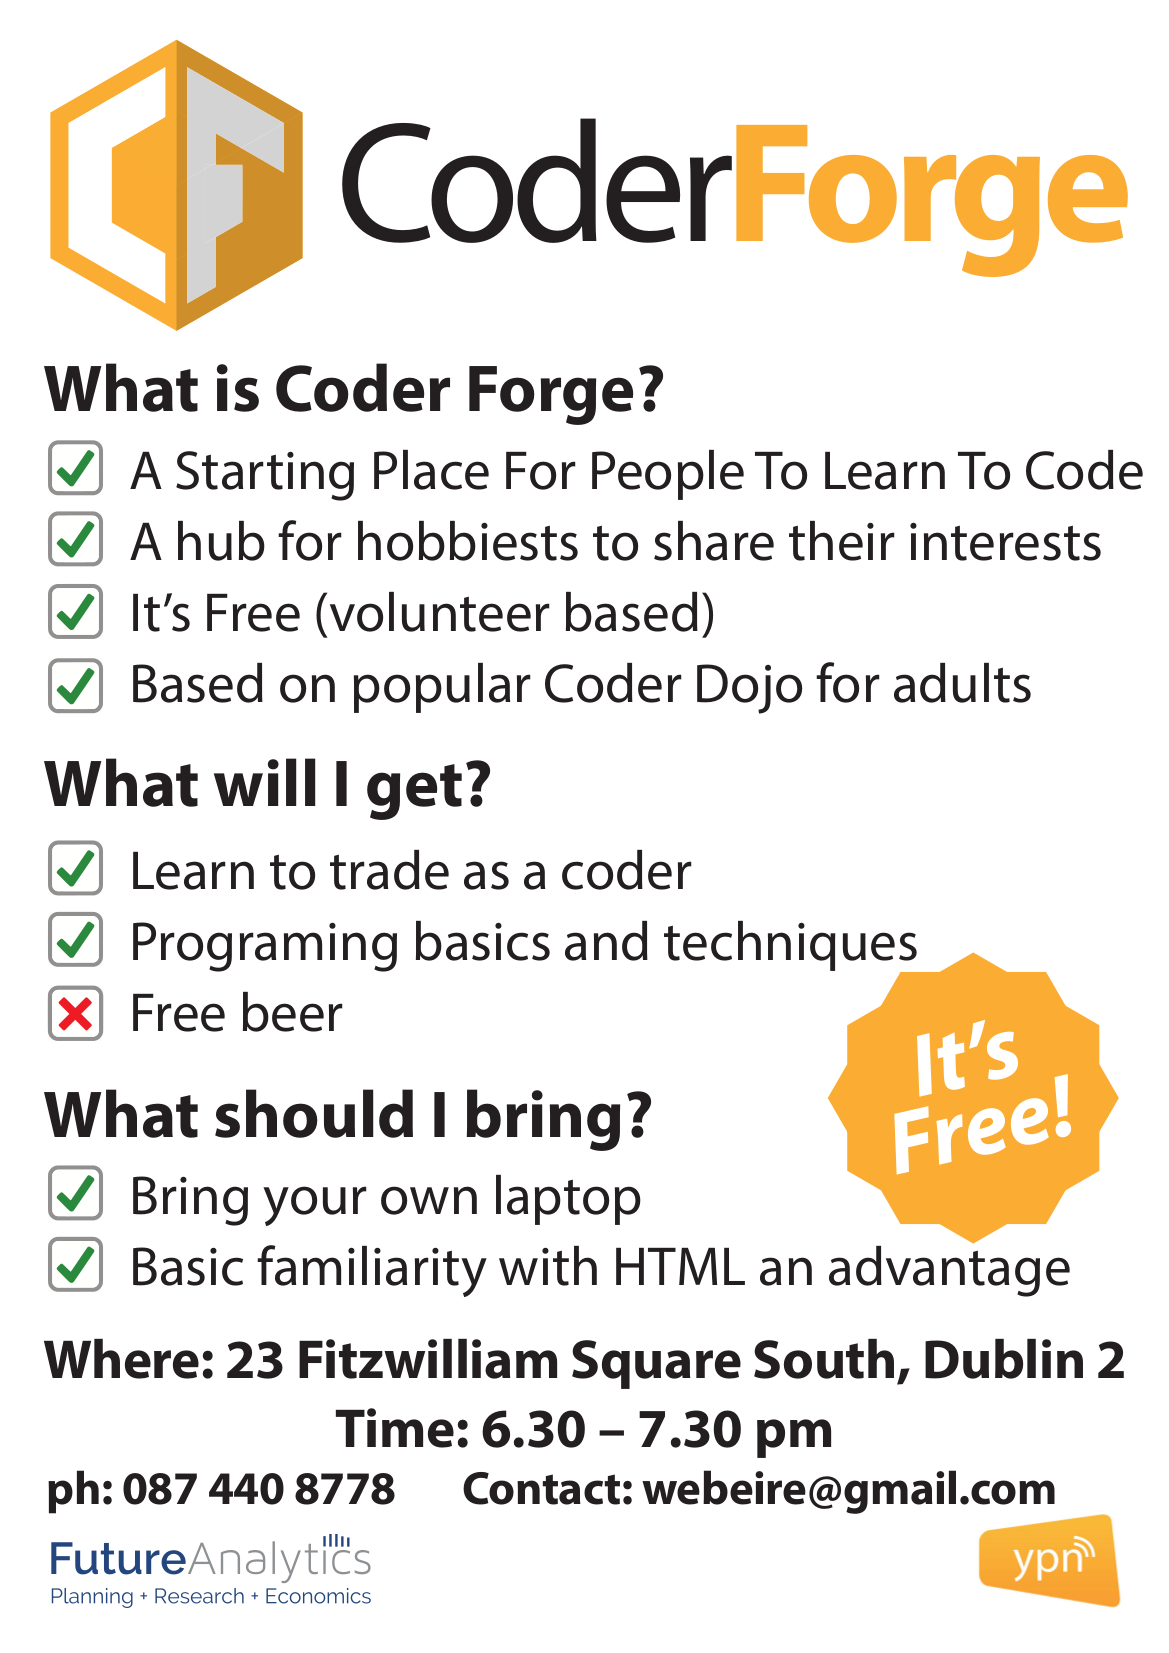 CF
CoderForge
What is Coder Forge?
A Starting Place For People To Learn To Code
A hub for hobbiests to share their interests
It’s Free (volunteer based)
Based on popular Coder Dojo for adults
What will I get?
Learn to trade as a coder
Programing basics and techniques
Free beer
It’s
Free!
What should I bring?
Bring your own laptop
Basic familiarity with HTML an advantage
Where: 23 Fitzwilliam Square South, Dublin 2
Time: 6.30 – 7.30 pm
ph: 087 440 8778 Contact: webeire@gmail.com
FutureAnalytics
Planning + Research + Economics
ypn